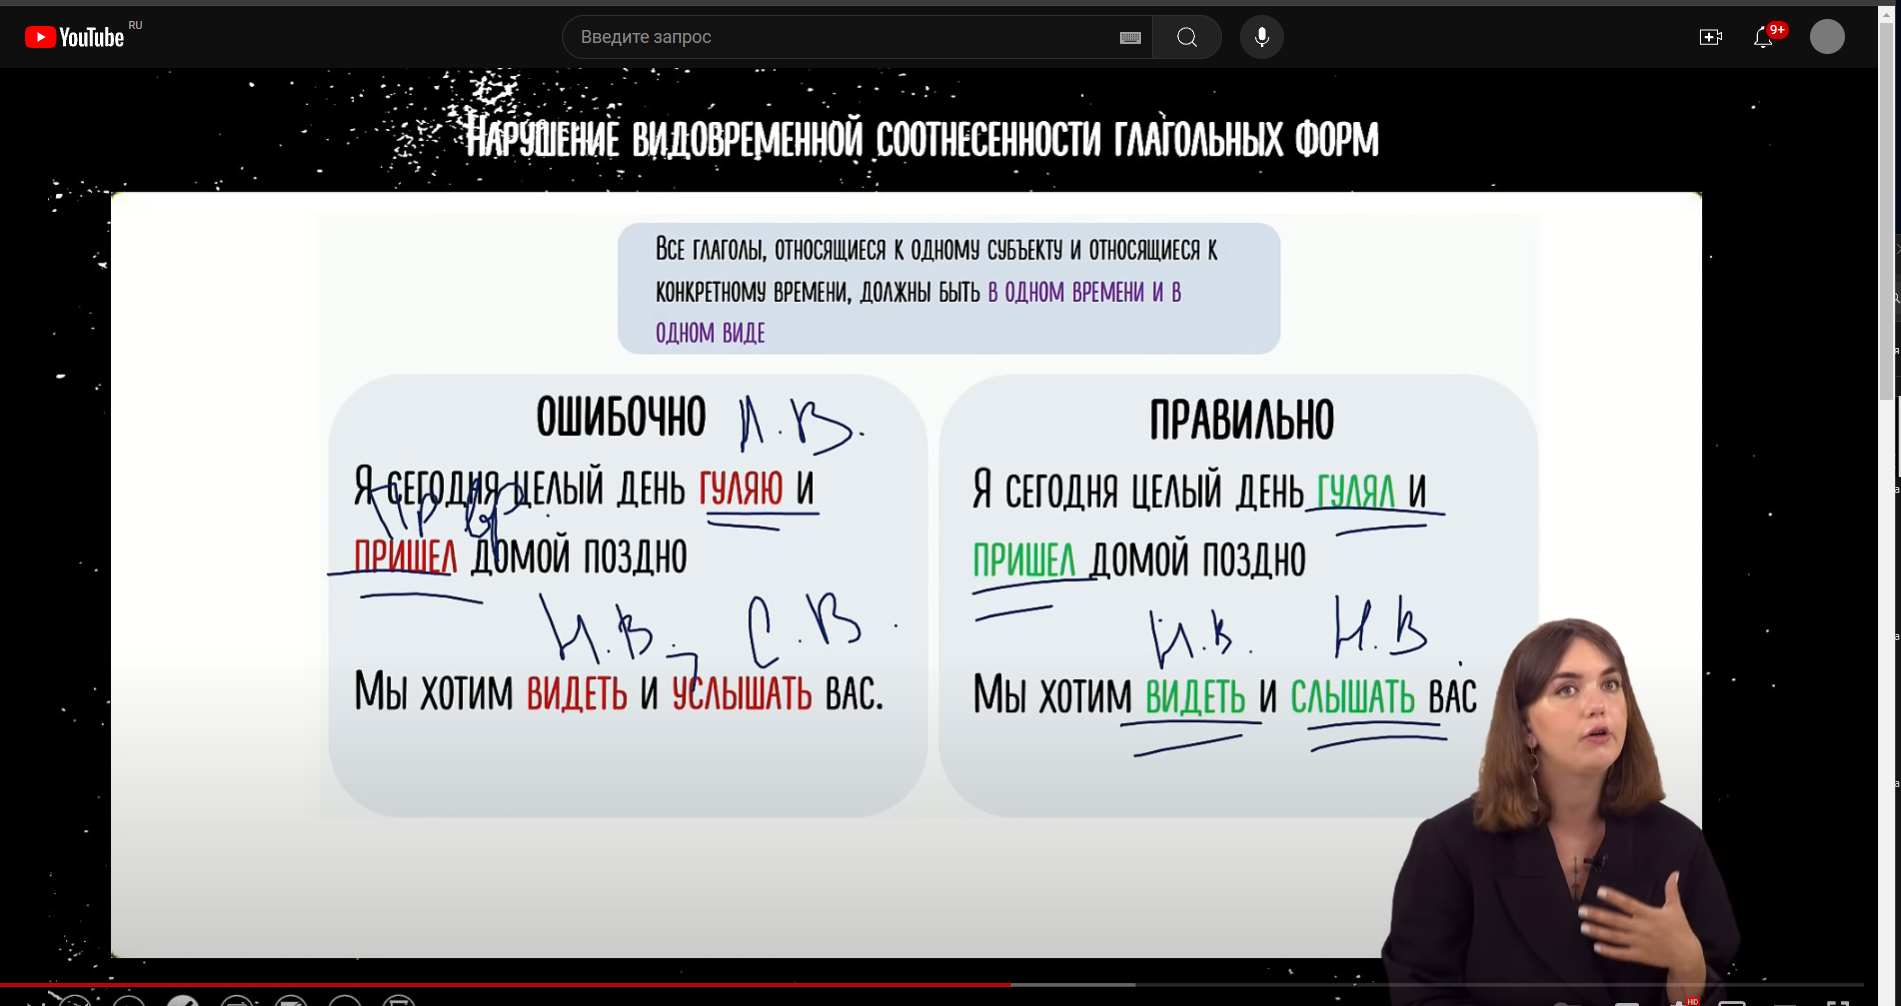 YouTube RU
Введите запрос
9+
НАРУШЕНИЕ ВИДОВРЕМЕННОЙ СООТНЕСЕННОСТИ ГЛАГОЛЬНЫХ ФОРМ
ВСЕ ГЛАГОЛЫ, ОТНОСЯЩИЕСЯ К ОДНОМУ СУБЪЕКТУ И ОТНОСЯЩИЕСЯ К
КОНКРЕТНОМУ ВРЕМЕНИ, ДОЛЖНЫ БЫТЬ В ОДНОМ ВРЕМЕНИ И В
ОДНОМ ВИДЕ
ОШИБОЧНО
Я СЕГОДНЯ ЦЕЛЫЙ ДЕНЬ ГУЛЯЮ И
Пр вр.
ПРИШЕЛ ДОМОЙ ПОЗДНО
Н.В. С.В.
МЫ ХОТИМ ВИДЕТЬ И УСЛЫШАТЬ ВАС.
ПРАВИЛЬНО
Я СЕГОДНЯ ЦЕЛЫЙ ДЕНЬ ГУЛЯЛ И
ПРИШЕЛ ДОМОЙ ПОЗДНО
Н.В. Н.В.
МЫ ХОТИМ ВИДЕТЬ И СЛЫШАТЬ ВАС
HD